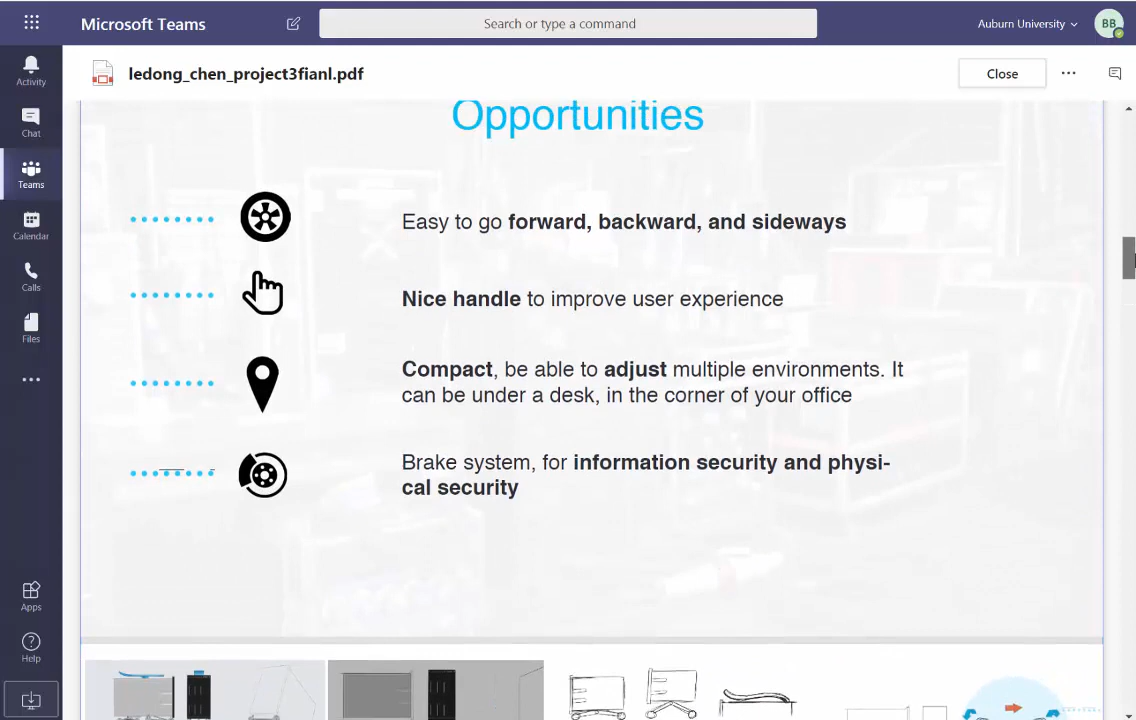 Microsoft Teams
Search or type a command
Auburn University
BB
Activity
ledong_chen_project3fianl.pdf
Close
Chat
Opportunities
Teams
Easy to go forward, backward, and sideways
Calendar
Calls
Nice handle to improve user experience
Files
Compact, be able to adjust multiple environments. It
can be under a desk, in the corner of your office
Brake system, for information security and physi-
cal security
Apps
Help